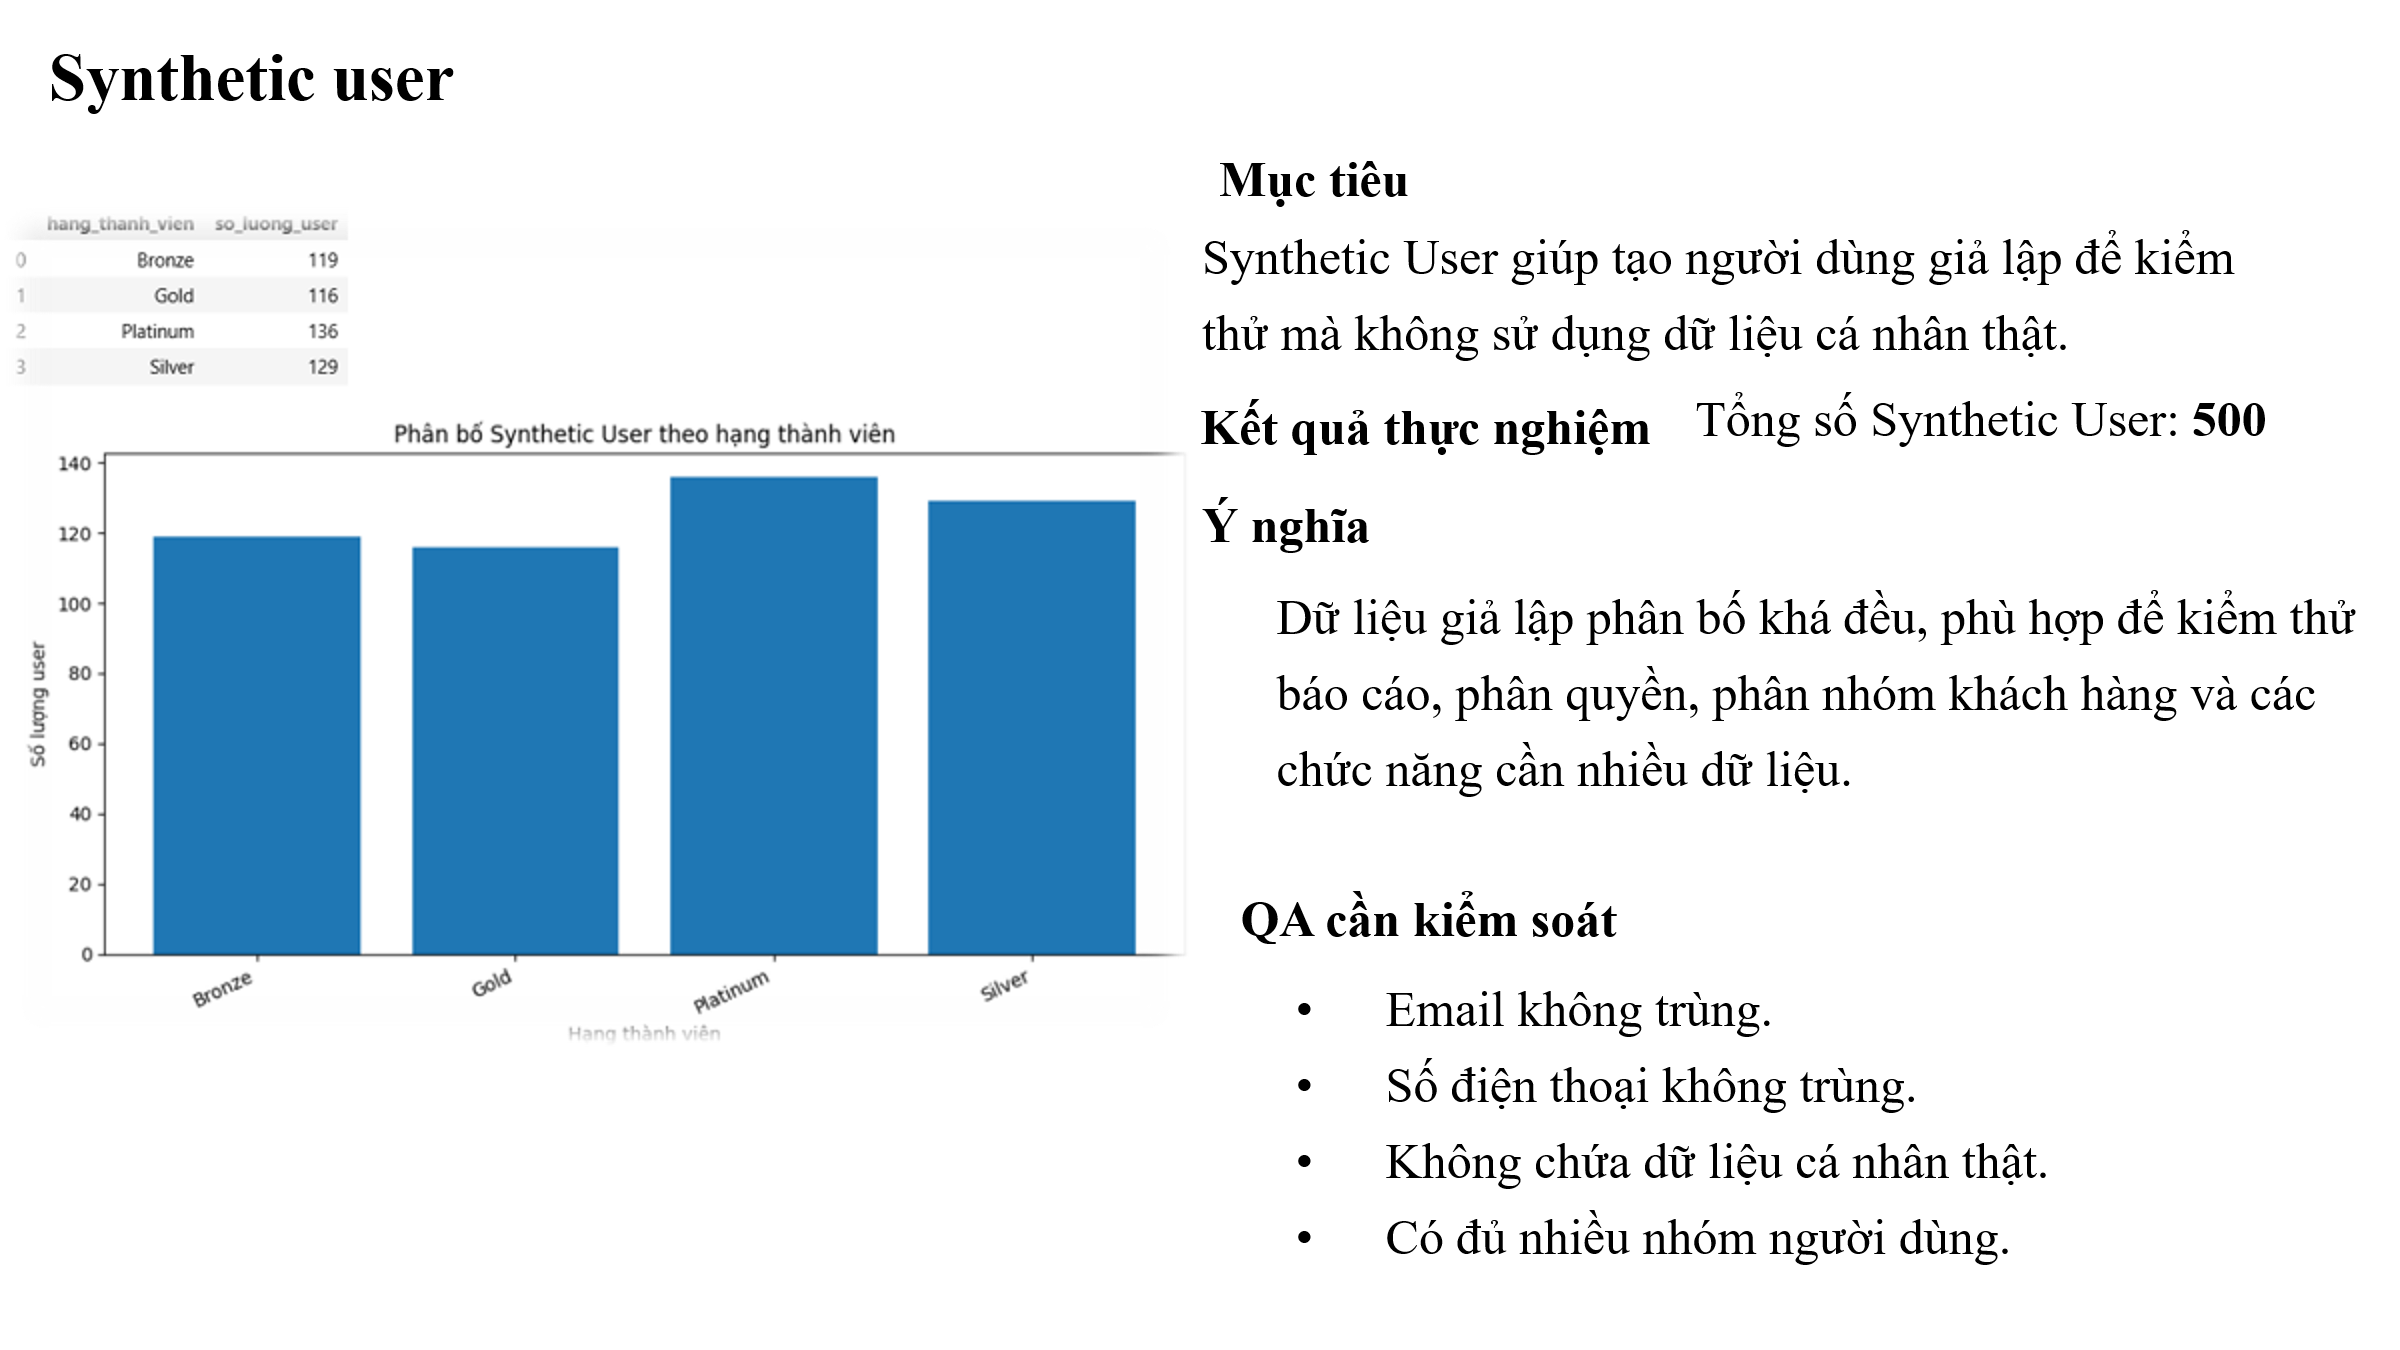 Synthetic user
hang_thanh_vien so_luong_user
0 Bronze 119
1 Gold 116
2 Platinum 136
3 Silver 129
Phân bố Synthetic User theo hạng thành viên
Số lượng user
140
120
100
80
60
40
20
0
Bronze Gold Platinum Silver
Hạng thành viên
Mục tiêu
Synthetic User giúp tạo người dùng giả lập để kiểm
thử mà không sử dụng dữ liệu cá nhân thật.
Kết quả thực nghiệm Tổng số Synthetic User: 500
Ý nghĩa
Dữ liệu giả lập phân bố khá đều, phù hợp để kiểm thử
báo cáo, phân quyền, phân nhóm khách hàng và các
chức năng cần nhiều dữ liệu.
QA cần kiểm soát
• Email không trùng.
• Số điện thoại không trùng.
• Không chứa dữ liệu cá nhân thật.
• Có đủ nhiều nhóm người dùng.